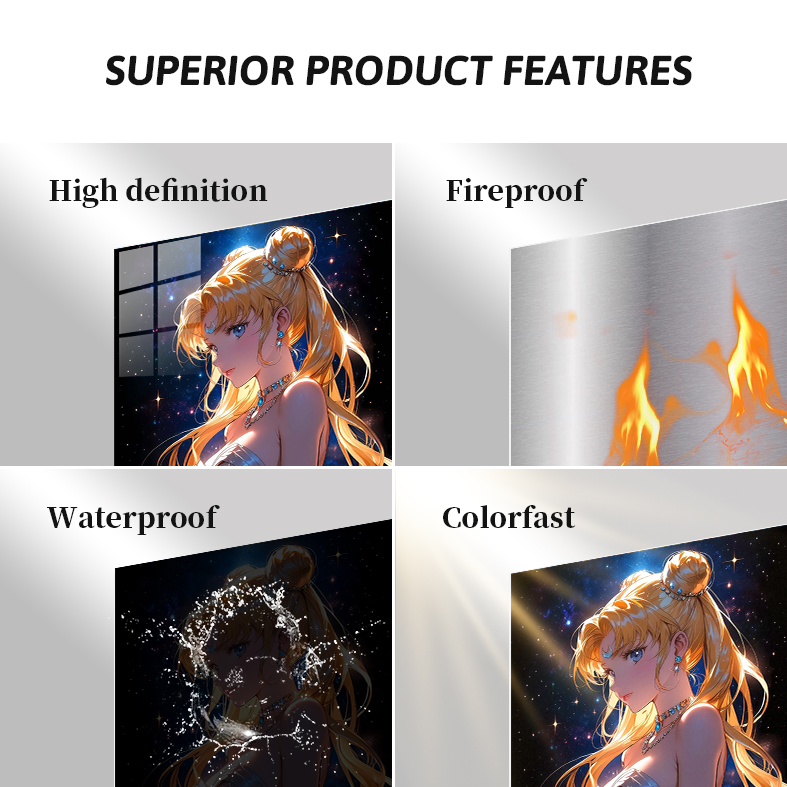 SUPERIOR PRODUCT FEATURES
High definition
Fireproof
Waterproof
Colorfast